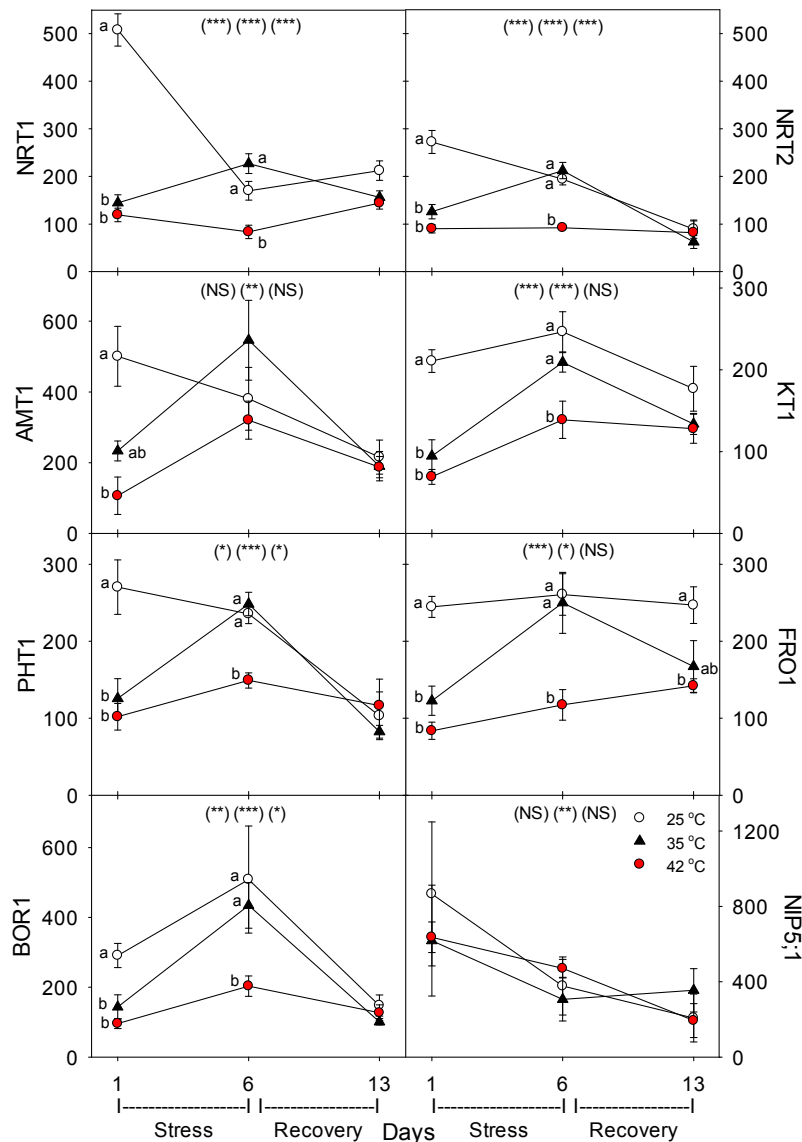 (***) (***) (***)
500
400
300
200
100
0
NRT1
a
b
b
a
a
b
(***) (***) (***)
500
400
300
200
100
0
NRT2
a
b
b
a
a
b
(NS) (**) (NS)
600
400
200
0
AMT1
a
ab
b
(***) (***) (NS)
300
200
100
0
KT1
a
b
b
a
a
b
(*) (***) (*)
300
200
100
0
PHT1
a
b
b
a
a
b
(***) (*) (NS)
300
200
100
0
FRO1
a
b
b
a
a
b
a
ab
b
(**) (***) (*)
600
400
200
0
BOR1
a
b
b
a
a
b
(NS) (**) (NS)
25 °C
35 °C
42 °C
1200
800
400
0
NIP5;1
1 6 13 1 6 13
Stress Recovery Days Stress Recovery